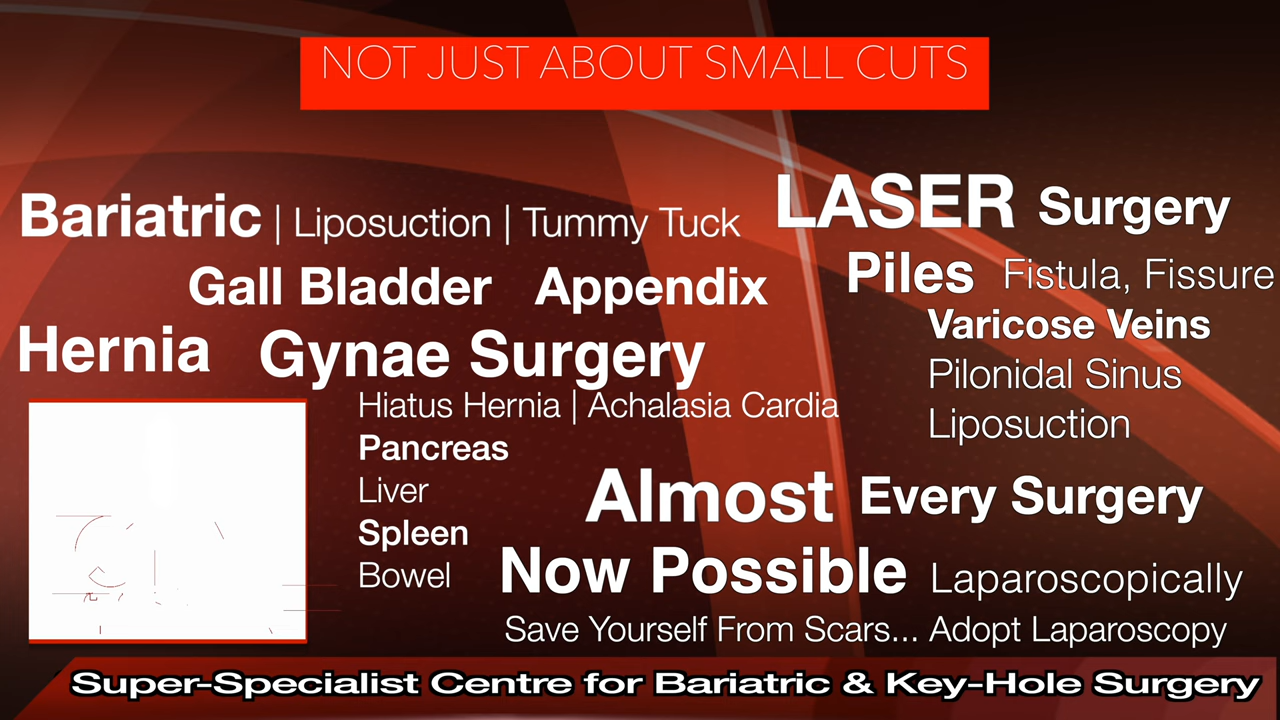 NOT JUST ABOUT SMALL CUTS
Bariatric | Liposuction | Tummy Tuck
Gall Bladder Appendix
Hernia Gynae Surgery
Hiatus Hernia | Achalasia Cardia
Pancreas
Liver
Spleen
Bowel
LASER Surgery
Piles Fistula, Fissure
Varicose Veins
Pilonidal Sinus
Liposuction
Almost Every Surgery
Now Possible Laparoscopically
Save Yourself From Scars... Adopt Laparoscopy
Super-Specialist Centre for Bariatric & Key-Hole Surgery